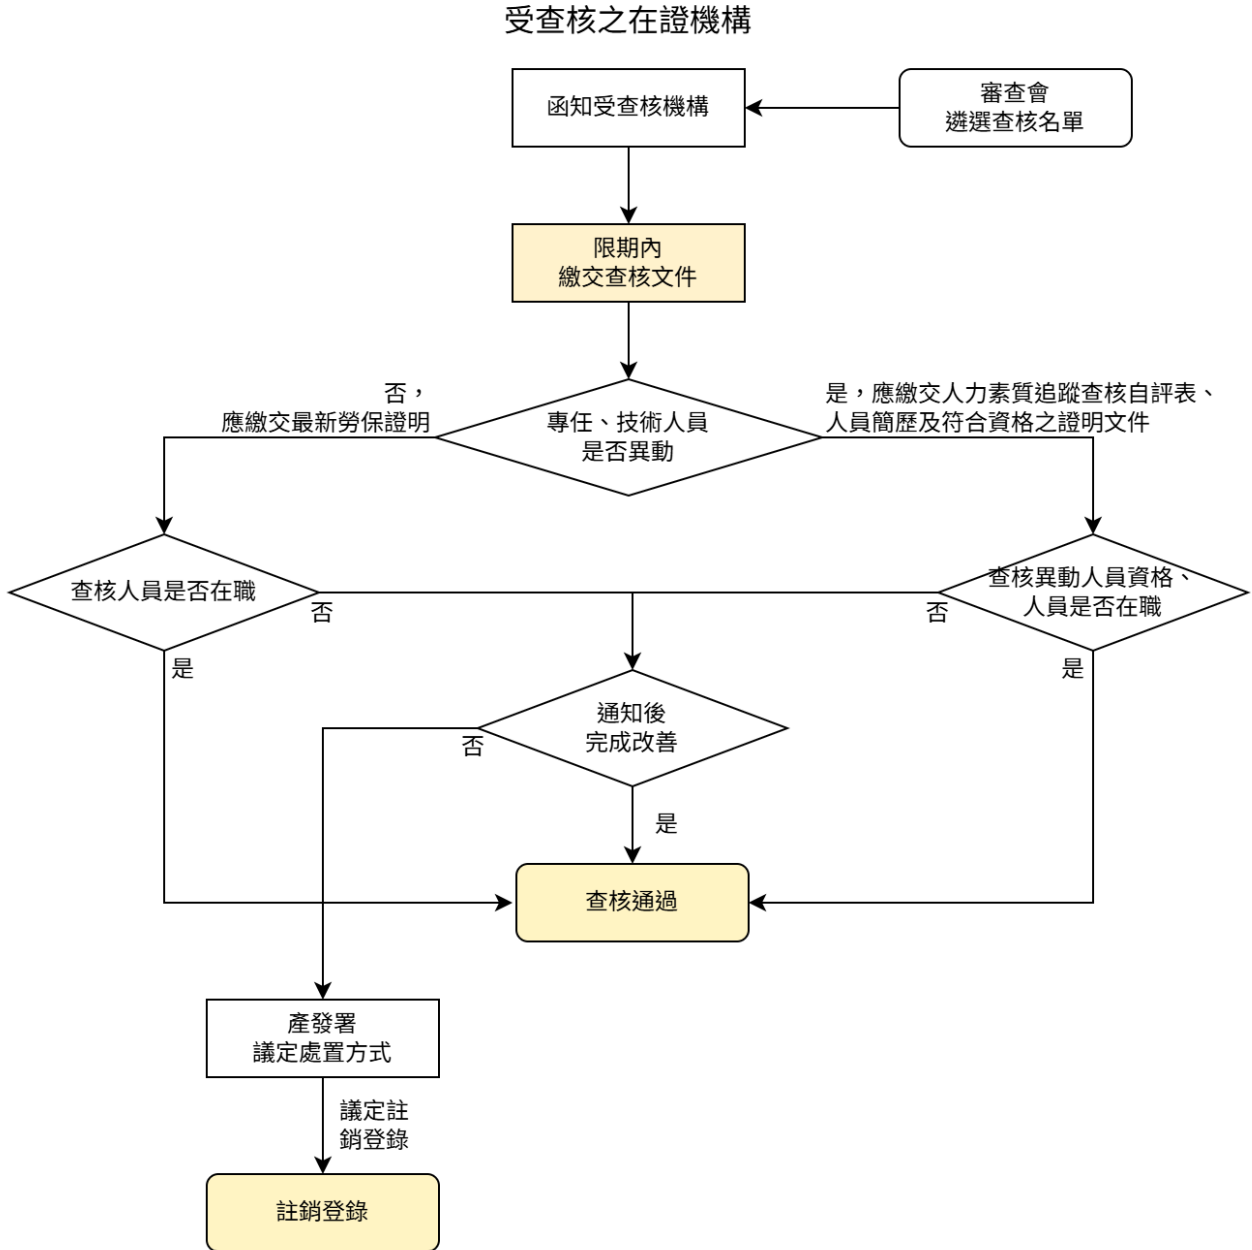 受查核之在證機構
函知受查核機構
審查會
遴選查核名單
限期內
繳交查核文件
否，
應繳交最新勞保證明
專任、技術人員
是否異動
是，應繳交人力素質追蹤查核自評表、
人員簡歷及符合資格之證明文件
查核人員是否在職
查核異動人員資格、
人員是否在職
否
否
是
是
通知後
完成改善
否
是
查核通過
產發署
議定處置方式
議定註
銷登錄
註銷登錄